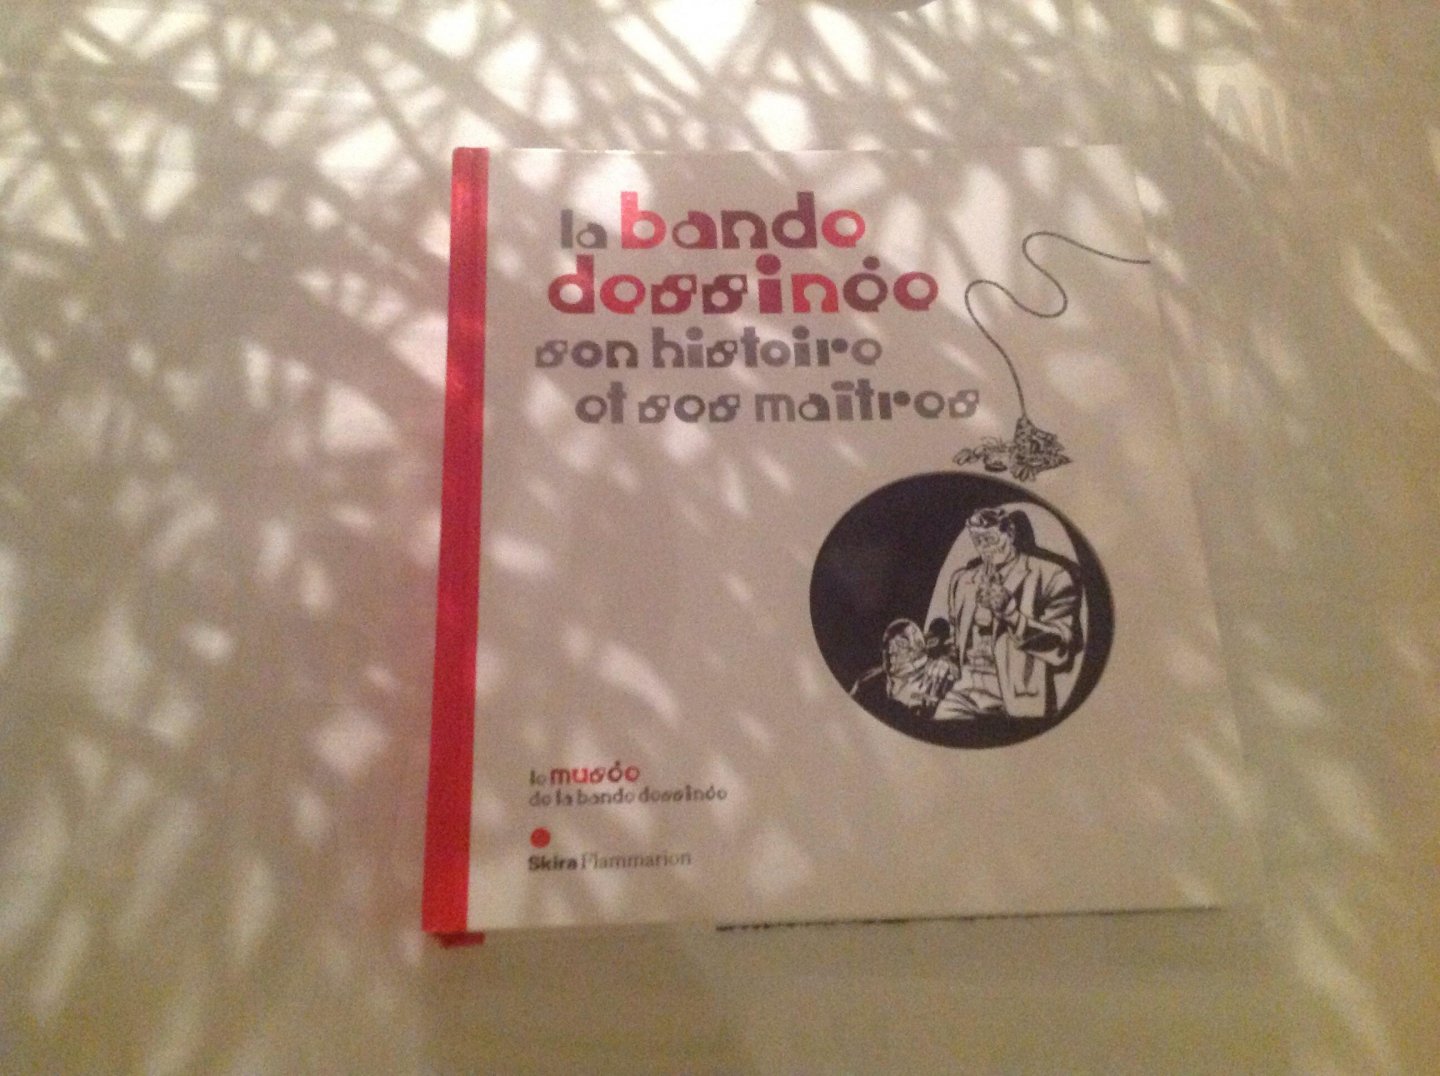 la bande
dessinée
son histoire
et ses maîtres
le musée
de la bande dessinée
Skira Flammarion